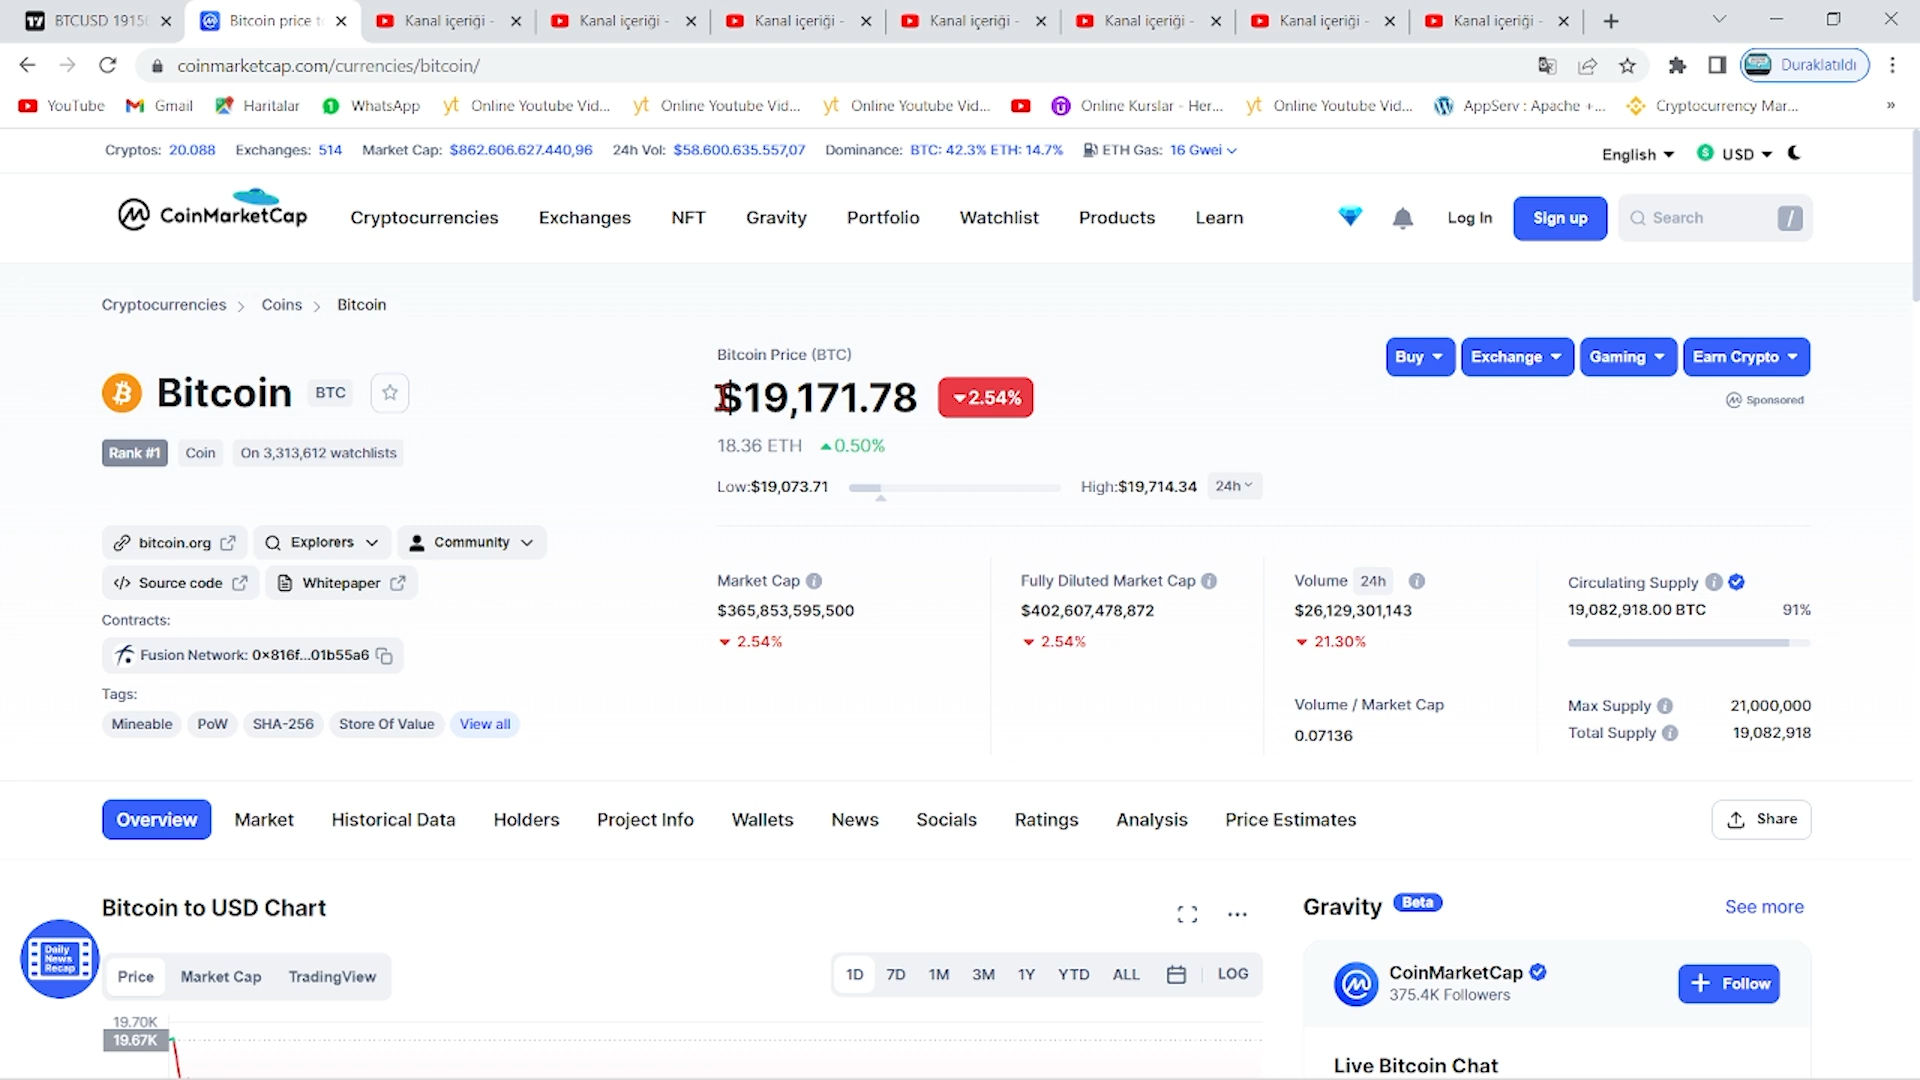 BTCUSD 1915
Bitcoin price to
Kanal içeriği -
Kanal içeriği -
Kanal içeriği -
Kanal içeriği -
Kanal içeriği -
Kanal içeriği -
Kanal içeriği -
coinmarketcap.com/currencies/bitcoin/
Duraklatıldı
YouTube
Gmail
Haritalar
WhatsApp
Online Youtube Vid...
Online Youtube Vid...
Online Youtube Vid...
Online Kurslar - Her...
Online Youtube Vid...
AppServ : Apache +...
Cryptocurrency Mar...
Cryptos: 20.088 Exchanges: 514 Market Cap: $862.606.627.440,96 24h Vol: $58.600.635.557,07 Dominance: BTC: 42.3% ETH: 14.7% ETH Gas: 16 Gwei
English USD
CoinMarketCap
Cryptocurrencies Exchanges NFT Gravity Portfolio Watchlist Products Learn
Log In Sign up Search /
Cryptocurrencies > Coins > Bitcoin
Bitcoin BTC
Rank #1 Coin On 3,313,612 watchlists
Bitcoin Price (BTC)
$19,171.78 2.54%
18.36 ETH 0.50%
Low:$19,073.71 High:$19,714.34 24h
Buy Exchange Gaming Earn Crypto
Sponsored
bitcoin.org Explorers Community
Source code Whitepaper
Contracts:
Fusion Network: 0x816f...01b55a6
Tags:
Mineable PoW SHA-256 Store Of Value View all
Market Cap
$365,853,595,500
2.54%
Fully Diluted Market Cap
$402,607,478,872
2.54%
Volume 24h
$26,129,301,143
21.30%
Volume / Market Cap
0.07136
Circulating Supply
19,082,918.00 BTC 91%
Max Supply 21,000,000
Total Supply 19,082,918
Overview Market Historical Data Holders Project Info Wallets News Socials Ratings Analysis Price Estimates
Share
Bitcoin to USD Chart
Daily
News
Recap
Price Market Cap TradingView
1D 7D 1M 3M 1Y YTD ALL LOG
19.70K
19.67K
Gravity Beta See more
CoinMarketCap
375.4K Followers
+ Follow
Live Bitcoin Chat